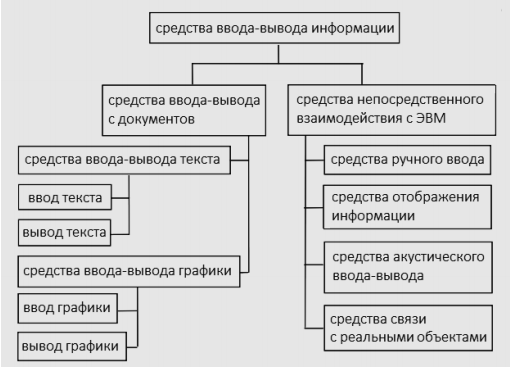 средства ввода-вывода информации
средства ввода-вывода
с документов
средства ввода-вывода текста
ввод текста
вывод текста
средства ввода-вывода графики
ввод графики
вывод графики
средства непосредственного
взаимодействия с ЭВМ
средства ручного ввода
средства отображения
информации
средства акустического
ввода-вывода
средства связи
с реальными объектами